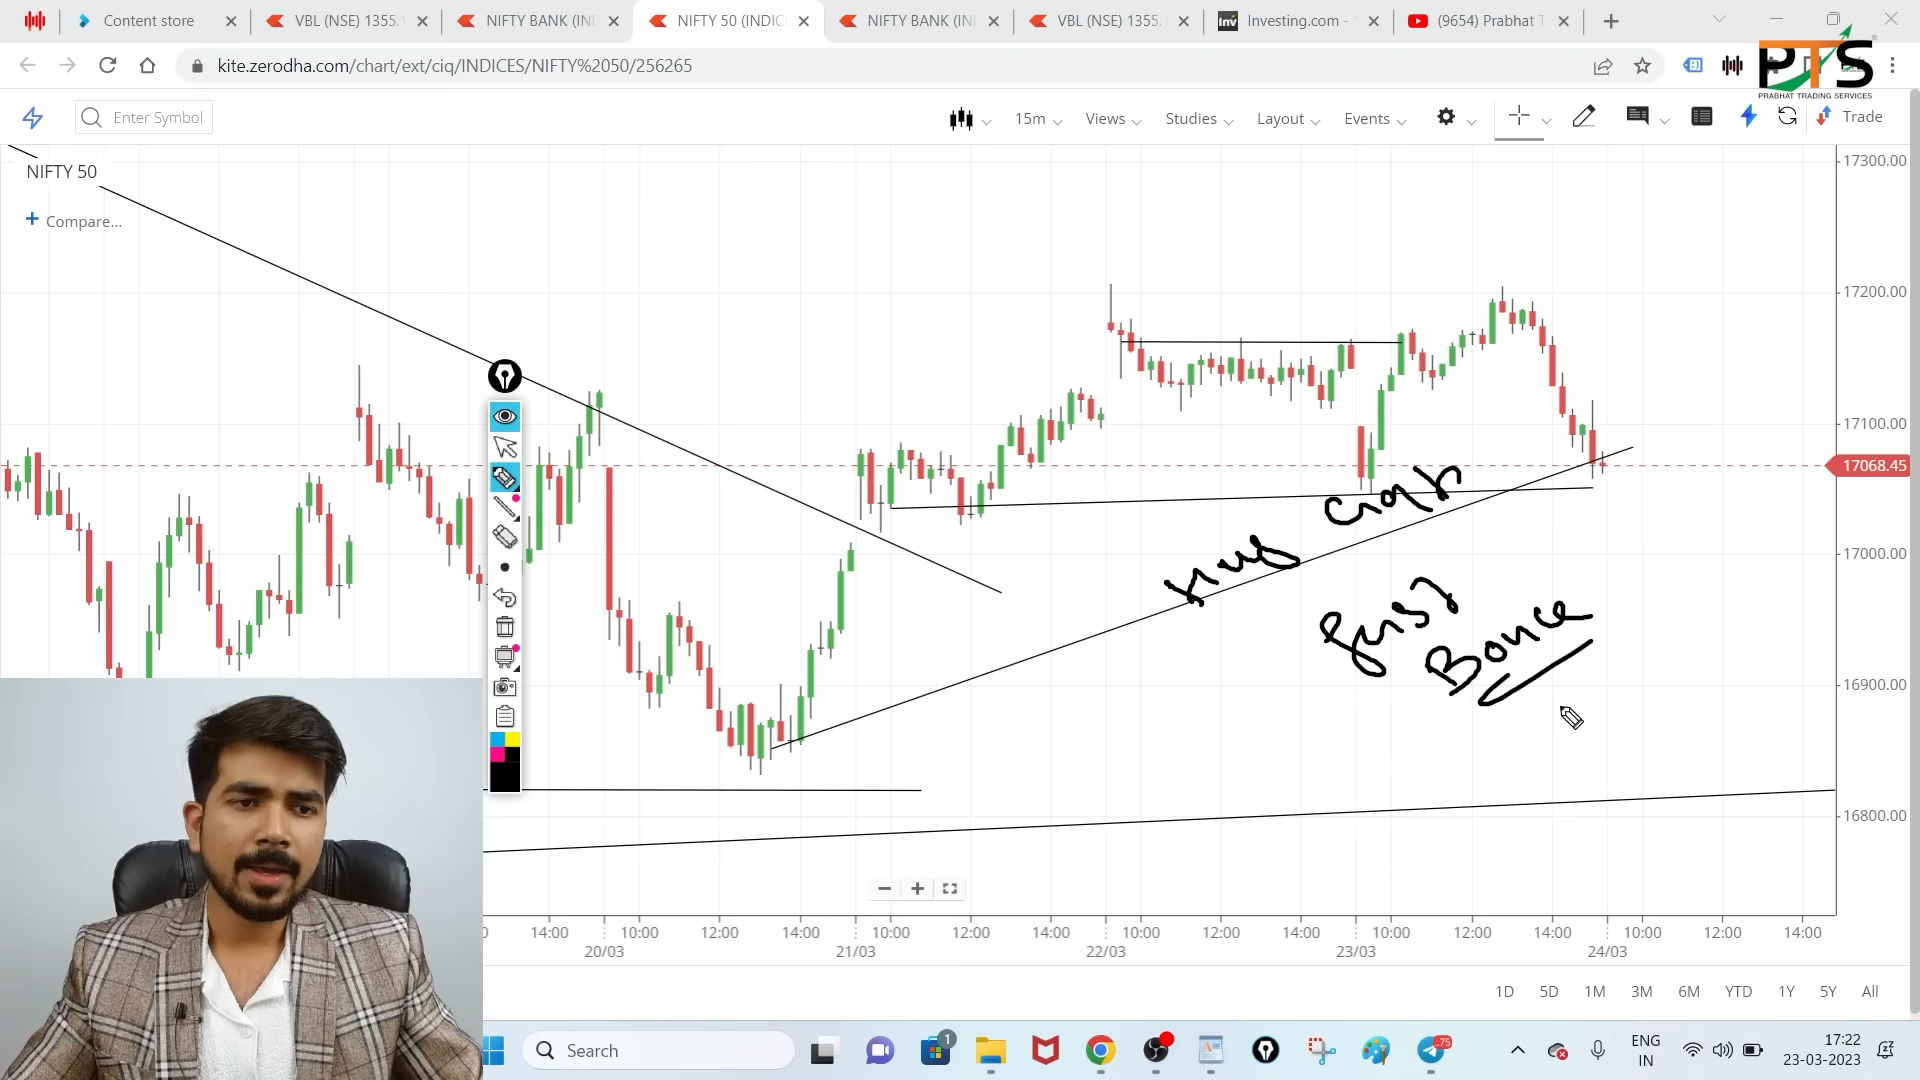 Content store
VBL (NSE) 1355.
NIFTY BANK (IND
NIFTY 50 (INDIC
NIFTY BANK (INI
VBL (NSE) 1355.
Investing.com -
(9654) Prabhat T
kite.zerodha.com/chart/ext/ciq/INDICES/NIFTY%2050/256265
PTS
PRABHAT TRADING SERVICES
Enter Symbol
15m
Views
Studies
Layout
Events
Trade
NIFTY 50
+ Compare...
17300.00
17200.00
17100.00
17068.45
17000.00
16900.00
16800.00
Gap
Bounce
14:00
10:00
12:00
14:00
10:00
12:00
14:00
10:00
12:00
14:00
10:00
12:00
14:00
10:00
12:00
14:00
20/03
21/03
22/03
23/03
24/03
1D
5D
1M
3M
6M
YTD
1Y
5Y
All
Search
1
75
ENG
IN
17:22
23-03-2023